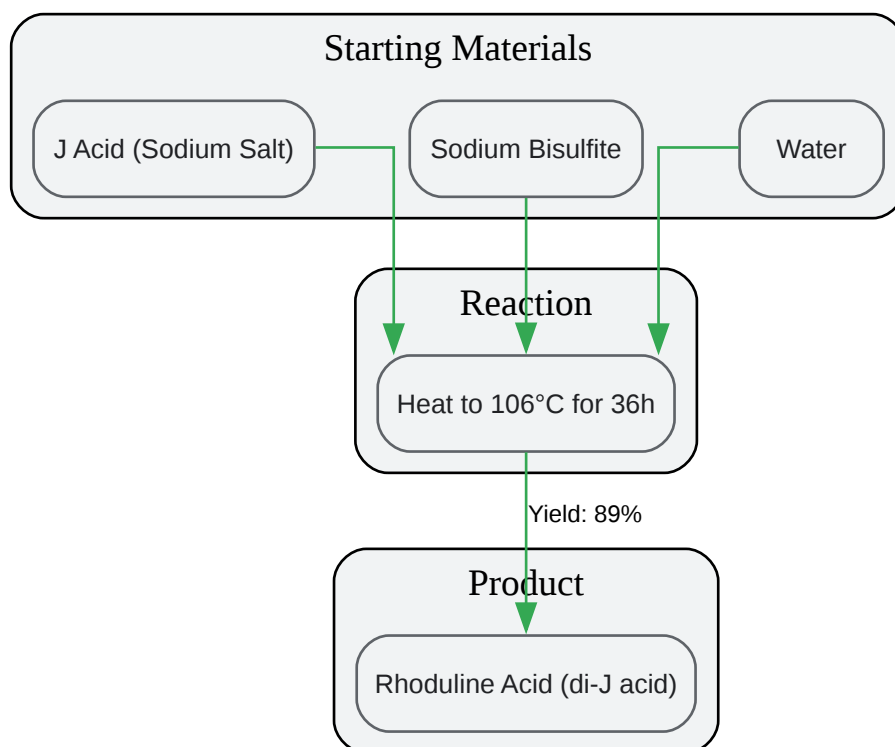 Starting Materials
J Acid (Sodium Salt)
Sodium Bisulfite
Water
Reaction
Heat to 106°C for 36h
Yield: 89%
Product
Rhoduline Acid (di-J acid)